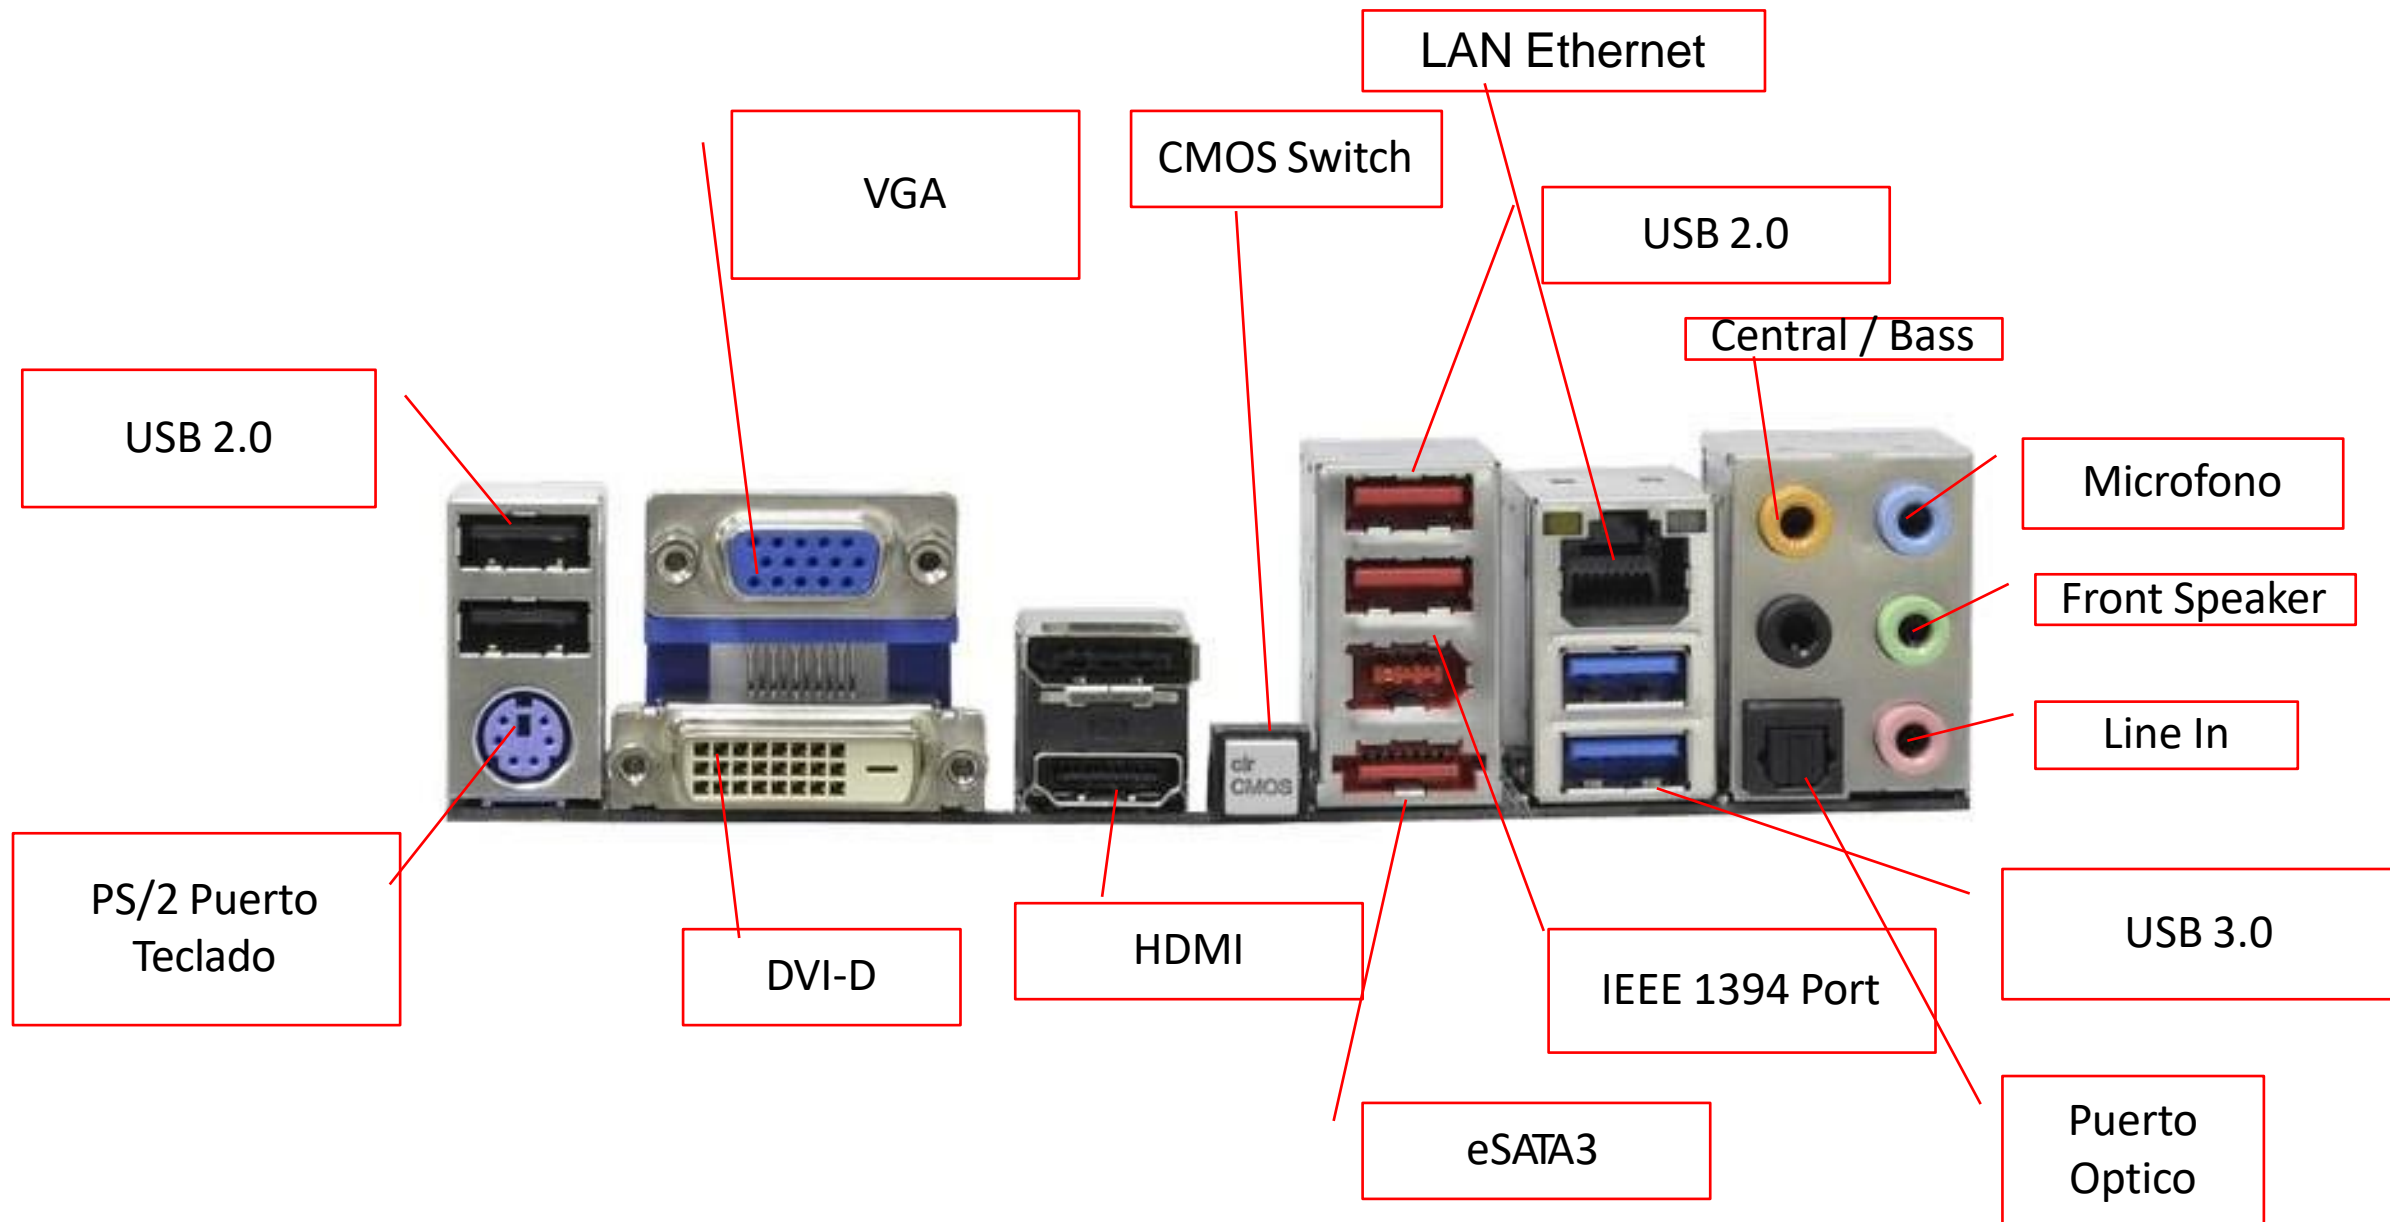 LAN Ethernet
VGA
CMOS Switch
USB 2.0
Central / Bass
USB 2.0
Microfono
Front Speaker
Line In
clr
CMOS
PS/2 Puerto
Teclado
DVI-D
HDMI
IEEE 1394 Port
USB 3.0
eSATA3
Puerto
Optico